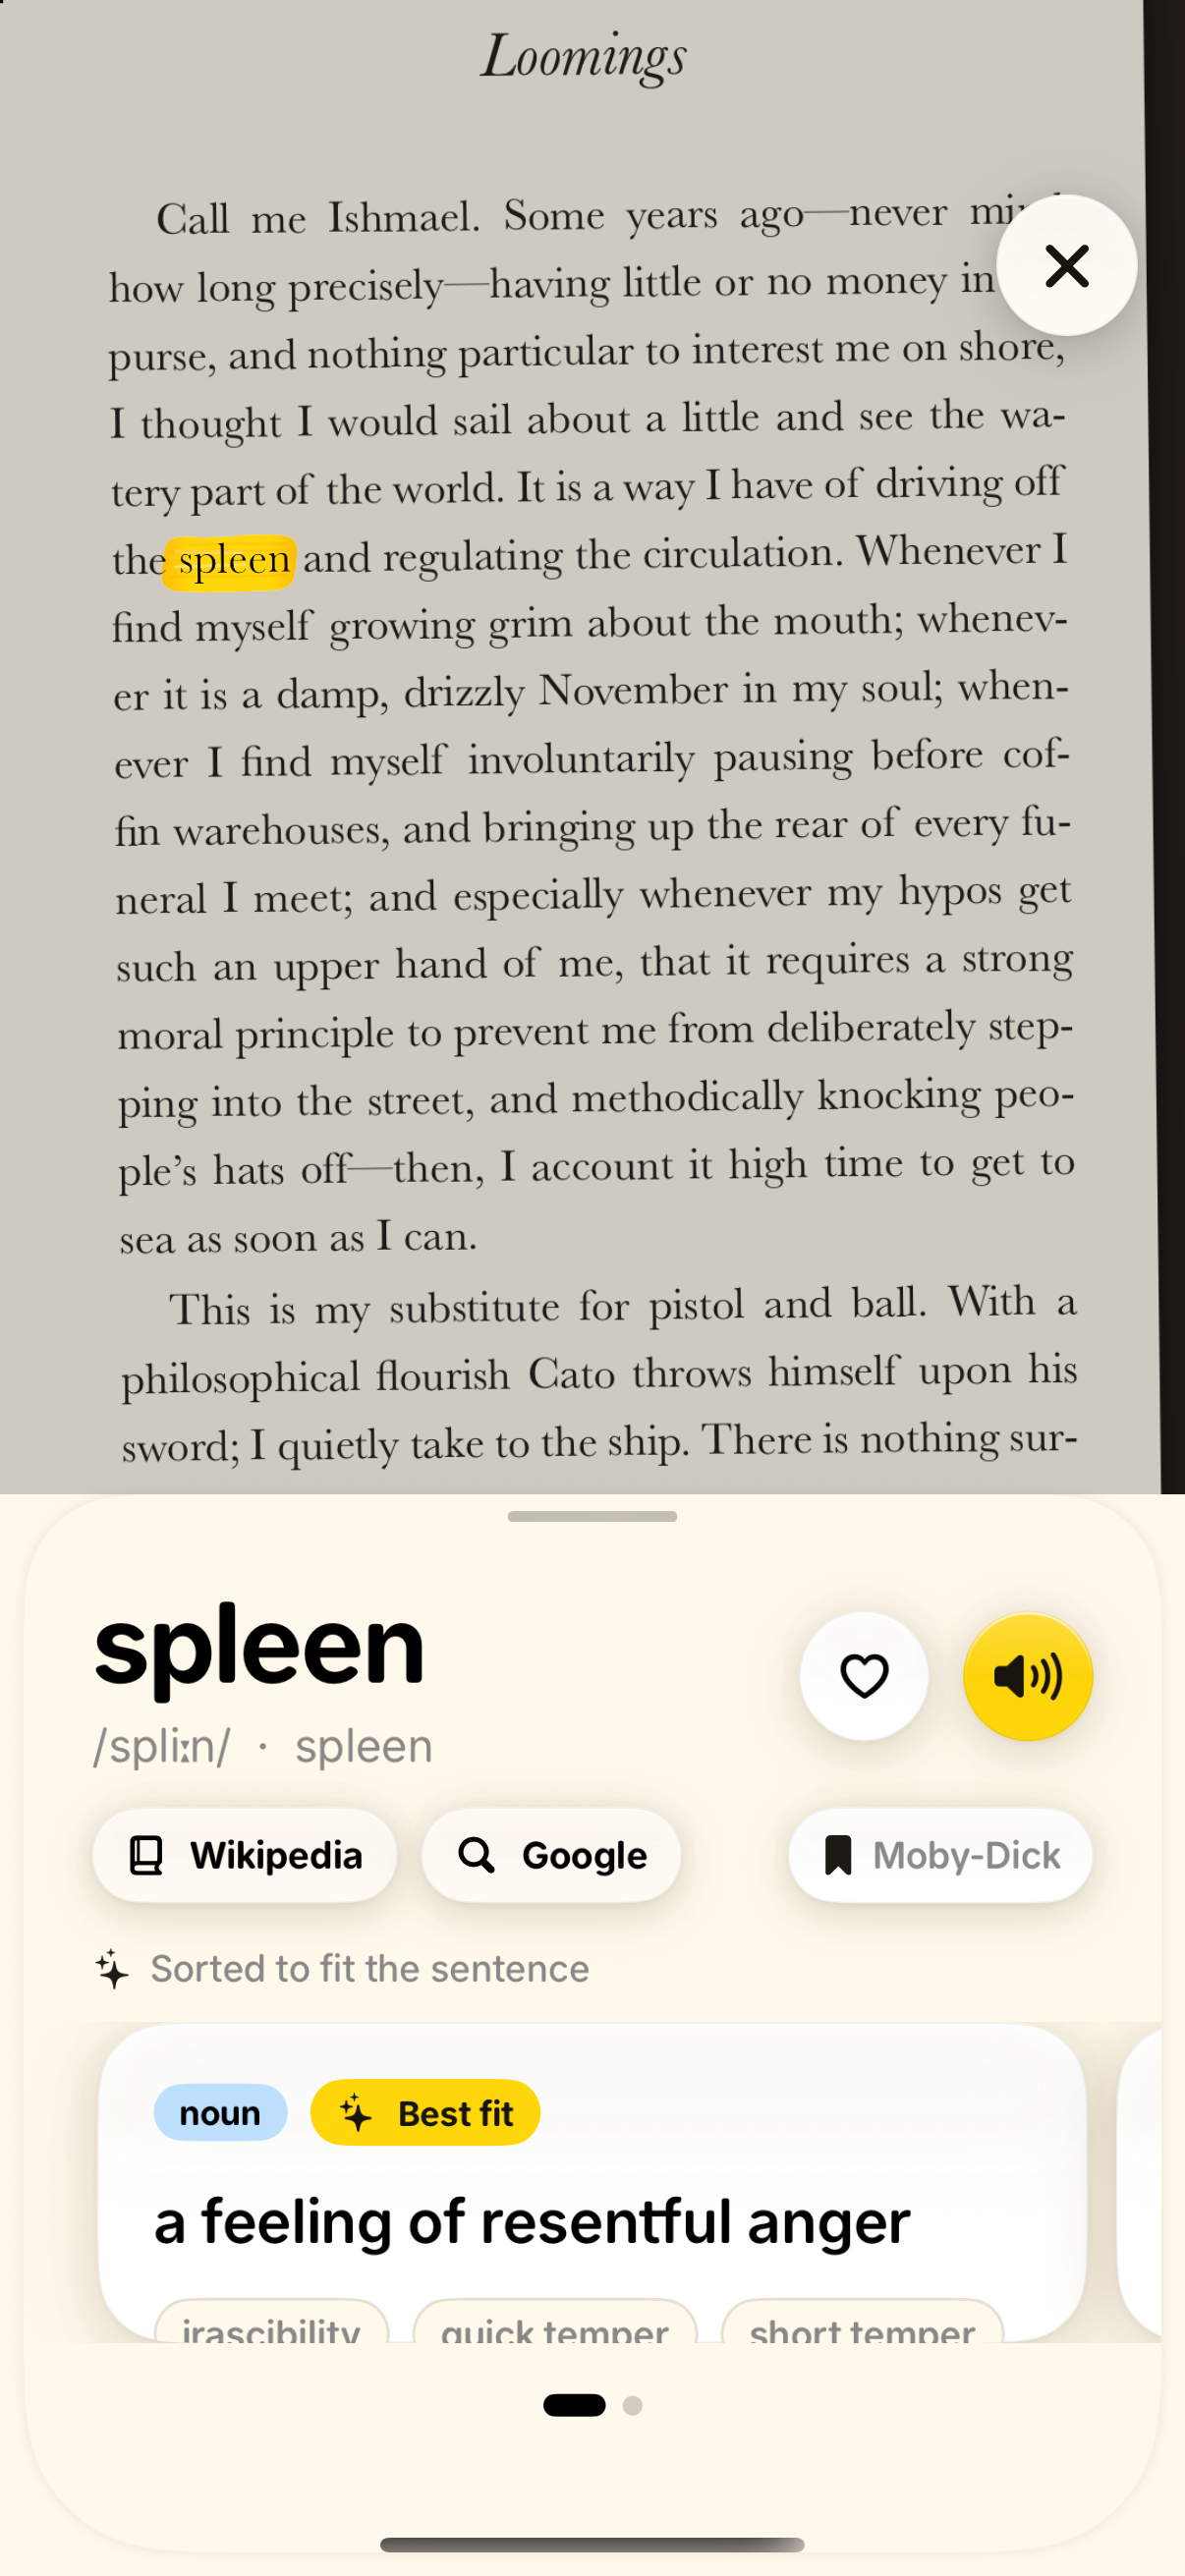 Loomings
Call me Ishmael. Some years ago—never
how long precisely—having little or no money in
purse, and nothing particular to interest me on shore,
I thought I would sail about a little and see the wa-
tery part of the world. It is a way I have of driving off
the spleen and regulating the circulation. Whenever I
find myself growing grim about the mouth; whenev-
er it is a damp, drizzly November in my soul; when-
ever I find myself involuntarily pausing before cof-
fin warehouses, and bringing up the rear of every fu-
neral I meet; and especially whenever my hypos get
such an upper hand of me, that it requires a strong
moral principle to prevent me from deliberately step-
ping into the street, and methodically knocking peo-
ple’s hats off—then, I account it high time to get to
sea as soon as I can.
This is my substitute for pistol and ball. With a
philosophical flourish Cato throws himself upon his
sword; I quietly take to the ship. There is nothing sur-
spleen
/spliːn/ · spleen
Wikipedia
Google
Moby-Dick
Sorted to fit the sentence
noun
Best fit
a feeling of resentful anger
irascibility
quick temper
short temper